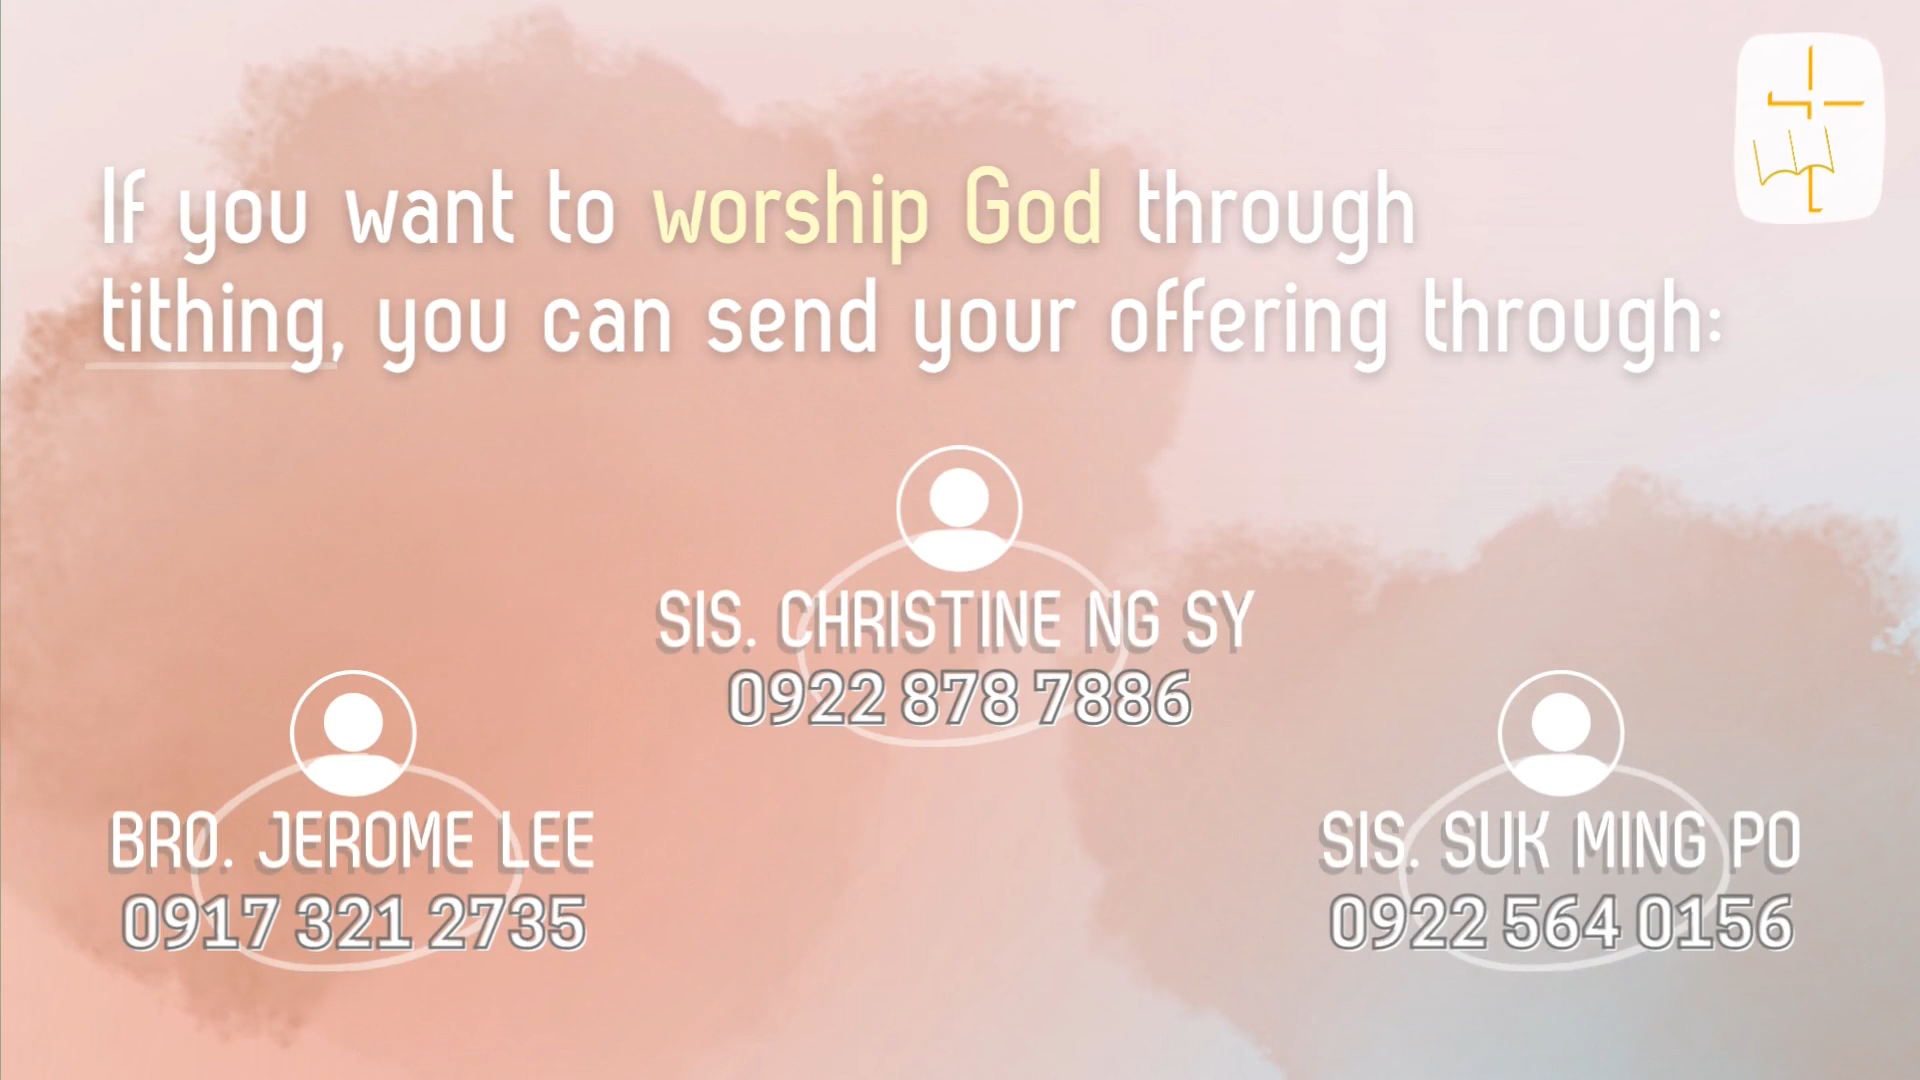 If you want to worship God through
tithing, you can send your offering through:
SIS. CHRISTINE NG SY
0922 878 7886
BRO. JEROME LEE
0917 321 2735
SIS. SUK MING PO
0922 564 0156